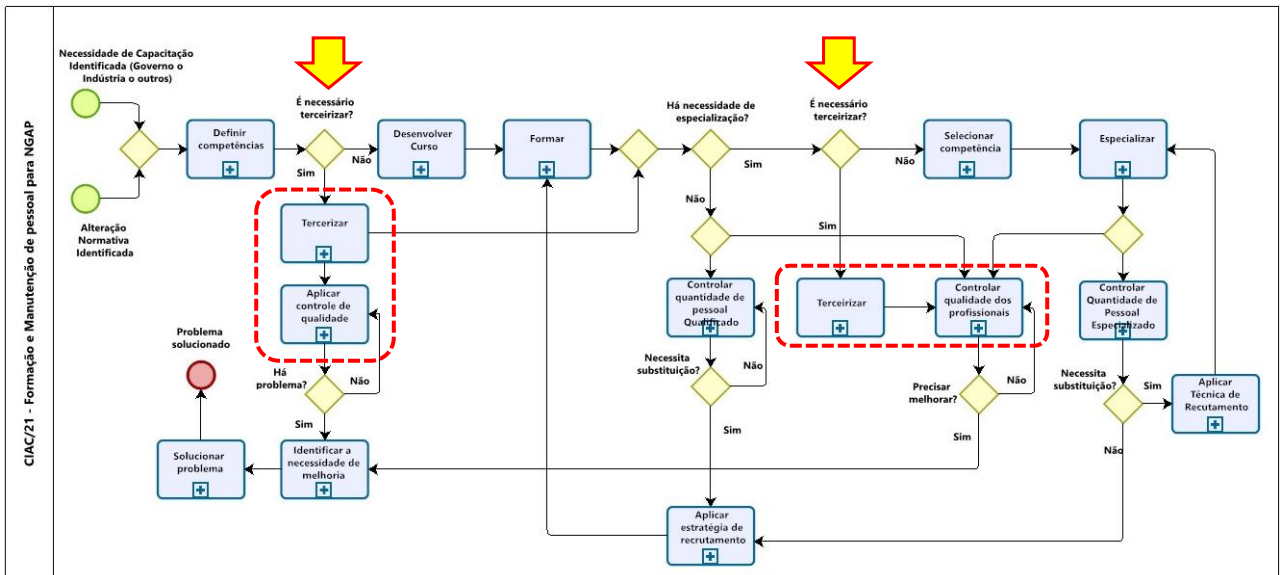 CIAC/21 - Formação e Manutenção de pessoal para NGAP
Necessidade de Capacitação
Identificada (Governo o
Indústria o outros)
Alteração
Normativa
Identificada
Definir
competências
É necessário
terceirizar?
Não
Sim
Desenvolver
Curso
Formar
Há necessidade de
especialização?
Sim
Não
É necessário
terceirizar?
Não
Sim
Selecionar
competência
Especializar
Tercerizar
Aplicar
controle de
qualidade
Há
problema?
Não
Sim
Problema
solucionado
Solucionar
problema
Identificar a
necessidade de
melhoria
Sim
Controlar
quantidade de
pessoal
Qualificado
Necessita
substituição?
Não
Sim
Terceirizar
Controlar
qualidade dos
profissionais
Precisar
melhorar?
Não
Sim
Controlar
Quantidade de
Pessoal
Especializado
Necessita
substituição?
Sim
Não
Aplicar
Técnica de
Recutamento
Aplicar
estratégia de
recrutamento